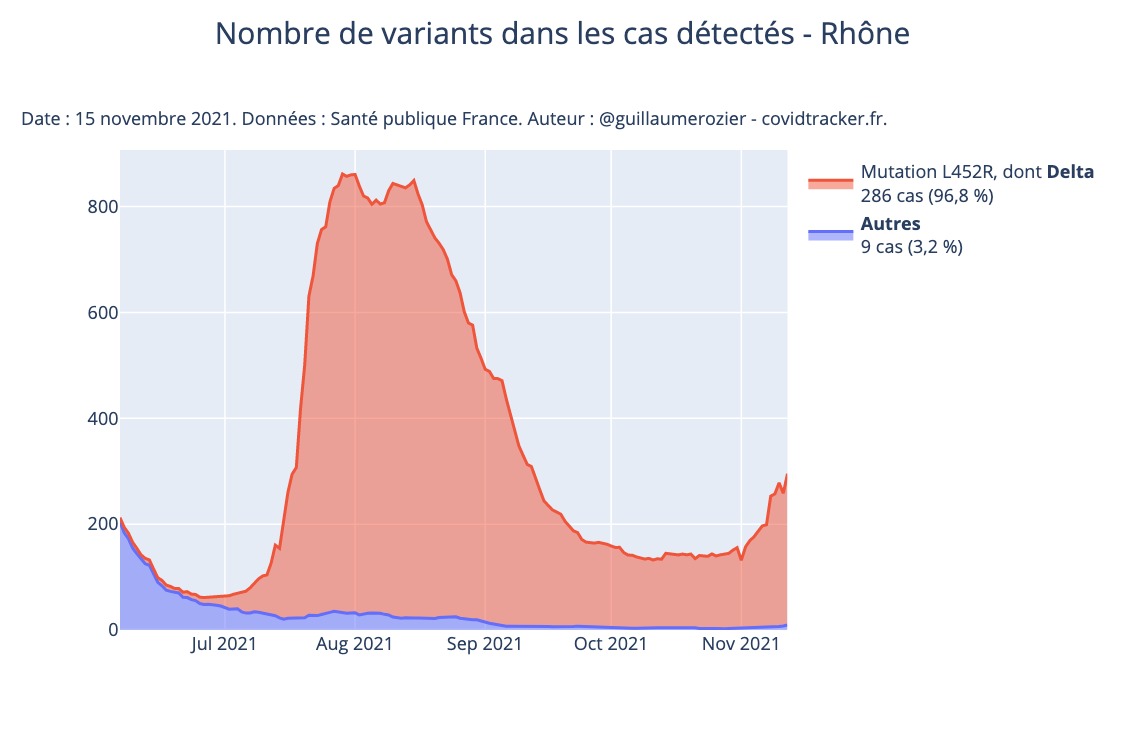 Nombre de variants dans les cas détectés - Rhône
Date : 15 novembre 2021. Données : Santé publique France. Auteur : @guillaumerozier - covidtracker.fr.
Mutation L452R, dont Delta
286 cas (96,8 %)
Autres
9 cas (3,2 %)
800
600
400
200
0
Jul 2021 Aug 2021 Sep 2021 Oct 2021 Nov 2021